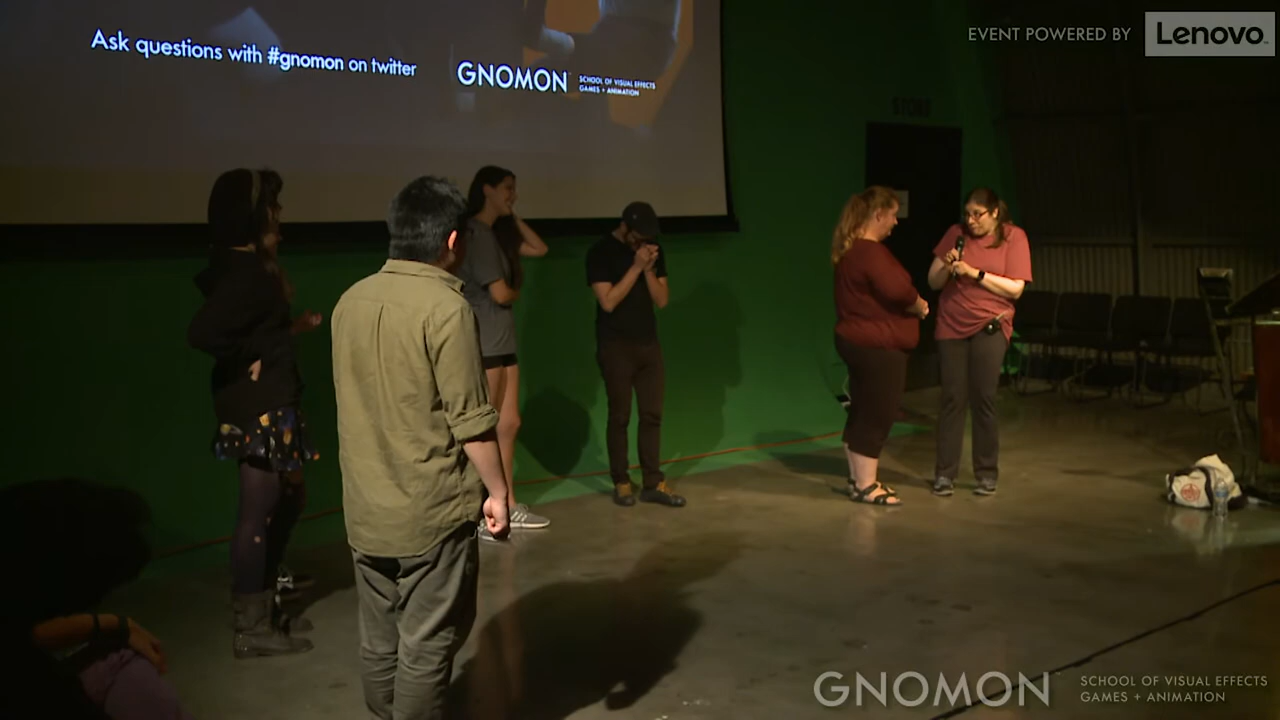 Ask questions with #gnomon on twitter
GNOMON
SCHOOL OF VISUAL EFFECTS
GAMES + ANIMATION
EVENT POWERED BY
Lenovo
STORE
GNOMON
SCHOOL OF VISUAL EFFECTS
GAMES + ANIMATION